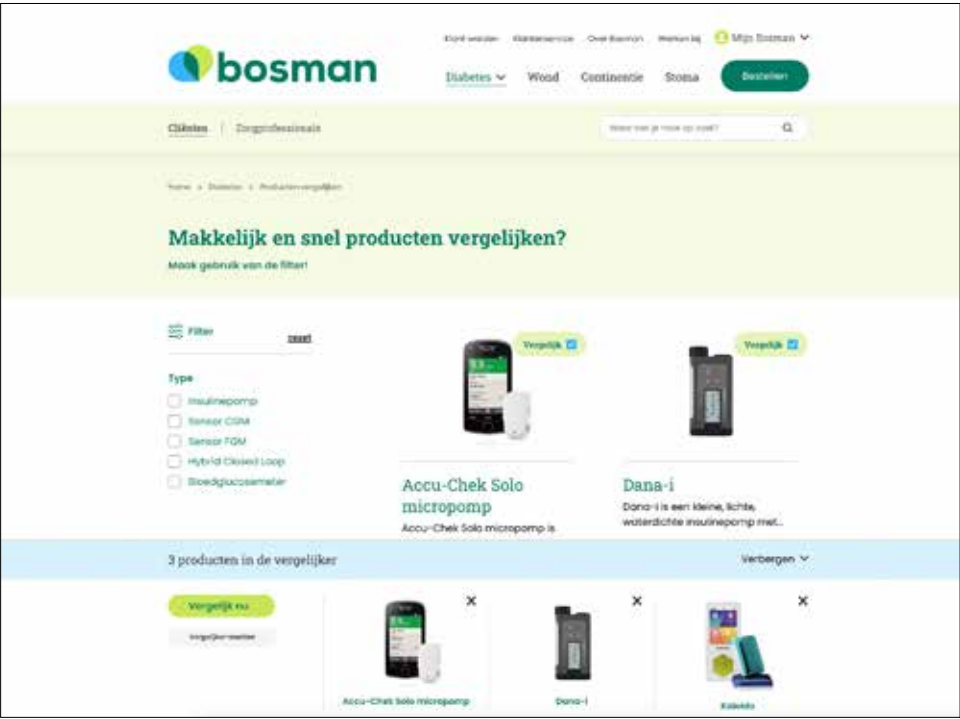 Klant worden Klantenservice Over Bosman Werken bij Mijn Bosman
bosman
Diabetes Wond Continentie Stoma Bestellen
Cliënten | Zorgprofessionals
Waar ben je naar op zoek?
Home > Diabetes > Producten vergelijken
Makkelijk en snel producten vergelijken?
Maak gebruik van de filter!
Filter
reset
Vergelijk
Vergelijk
Type
Insulinepomp
Sensor CGM
Sensor FGM
Hybrid Closed Loop
Bloedglucosemeter
Accu-Chek Solo
micropomp
Accu-Chek Solo micropomp is
Dana-i
Dana-i is een kleine, lichte,
waterdichte insulinepomp met...
3 producten in de vergelijker
Verbergen
Vergelijk nu
Accu-Chek Solo micropomp
Dana-i
Kaleido